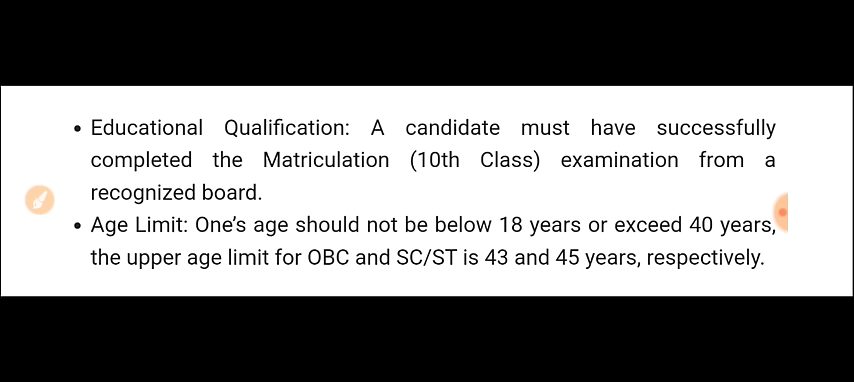 • Educational Qualification: A candidate must have successfully
completed the Matriculation (10th Class) examination from a
recognized board.
• Age Limit: One’s age should not be below 18 years or exceed 40 years,
the upper age limit for OBC and SC/ST is 43 and 45 years, respectively.